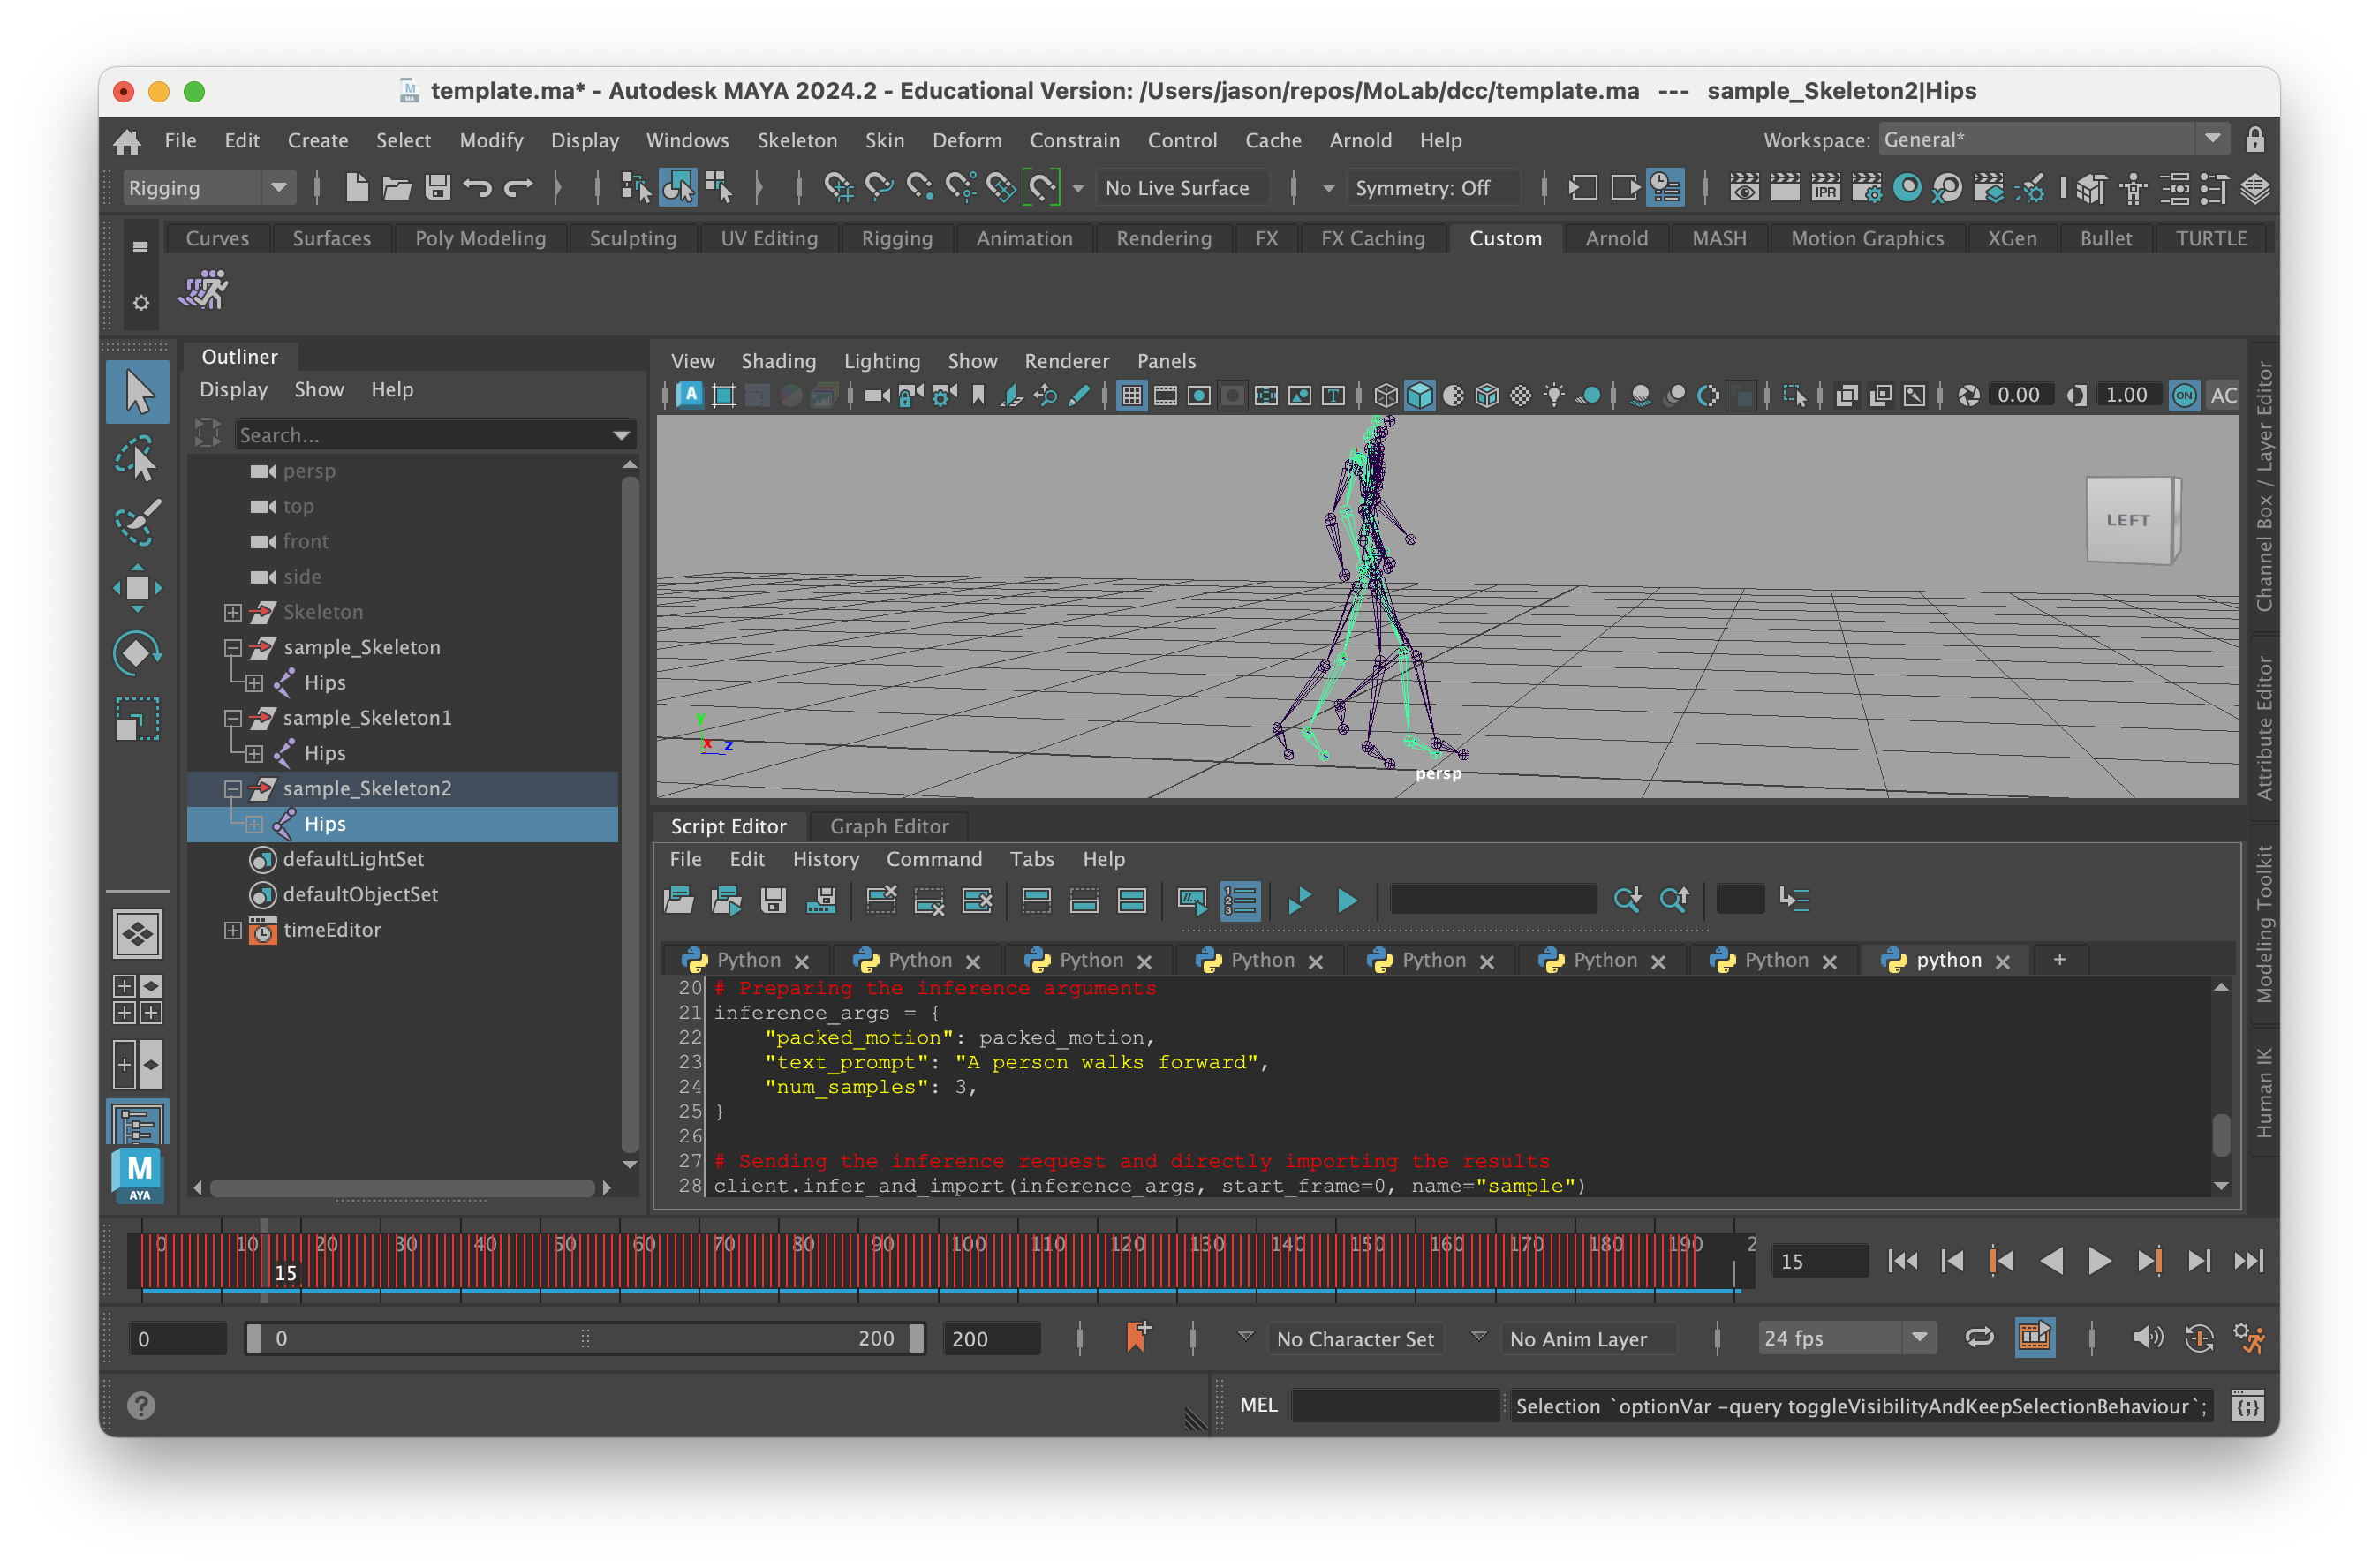 template.ma* - Autodesk MAYA 2024.2 - Educational Version: /Users/jason/repos/MoLab/dcc/template.ma --- sample_Skeleton2|Hips
File Edit Create Select Modify Display Windows Skeleton Skin Deform Constrain Control Cache Arnold Help Workspace: General*
Rigging No Live Surface Symmetry: Off IPR
Curves Surfaces Poly Modeling Sculpting UV Editing Rigging Animation Rendering FX FX Caching Custom Arnold MASH Motion Graphics XGen Bullet TURTLE
Outliner
Display Show Help
Search...
persp
top
front
side
Skeleton
sample_Skeleton
Hips
sample_Skeleton1
Hips
sample_Skeleton2
Hips
defaultLightSet
defaultObjectSet
timeEditor
M
AYA
View Shading Lighting Show Renderer Panels
A T 0.00 1.00 ON AC
LEFT
y
x z
persp
Channel Box / Layer Editor
Attribute Editor
Modeling Toolkit
Human IK
Script Editor Graph Editor
File Edit History Command Tabs Help
Python Python Python Python Python Python Python python +
20 # Preparing the inference arguments
21 inference_args = {
22 "packed_motion": packed_motion,
23 "text_prompt": "A person walks forward",
24 "num_samples": 3,
25 }
26
27 # Sending the inference request and directly importing the results
28 client.infer_and_import(inference_args, start_frame=0, name="sample")
0 10 20 30 40 50 60 70 80 90 100 110 120 130 140 150 160 170 180 190 2
15
15
0 0 200 200 No Character Set No Anim Layer 24 fps
MEL Selection `optionVar -query toggleVisibilityAndKeepSelectionBehaviour`;